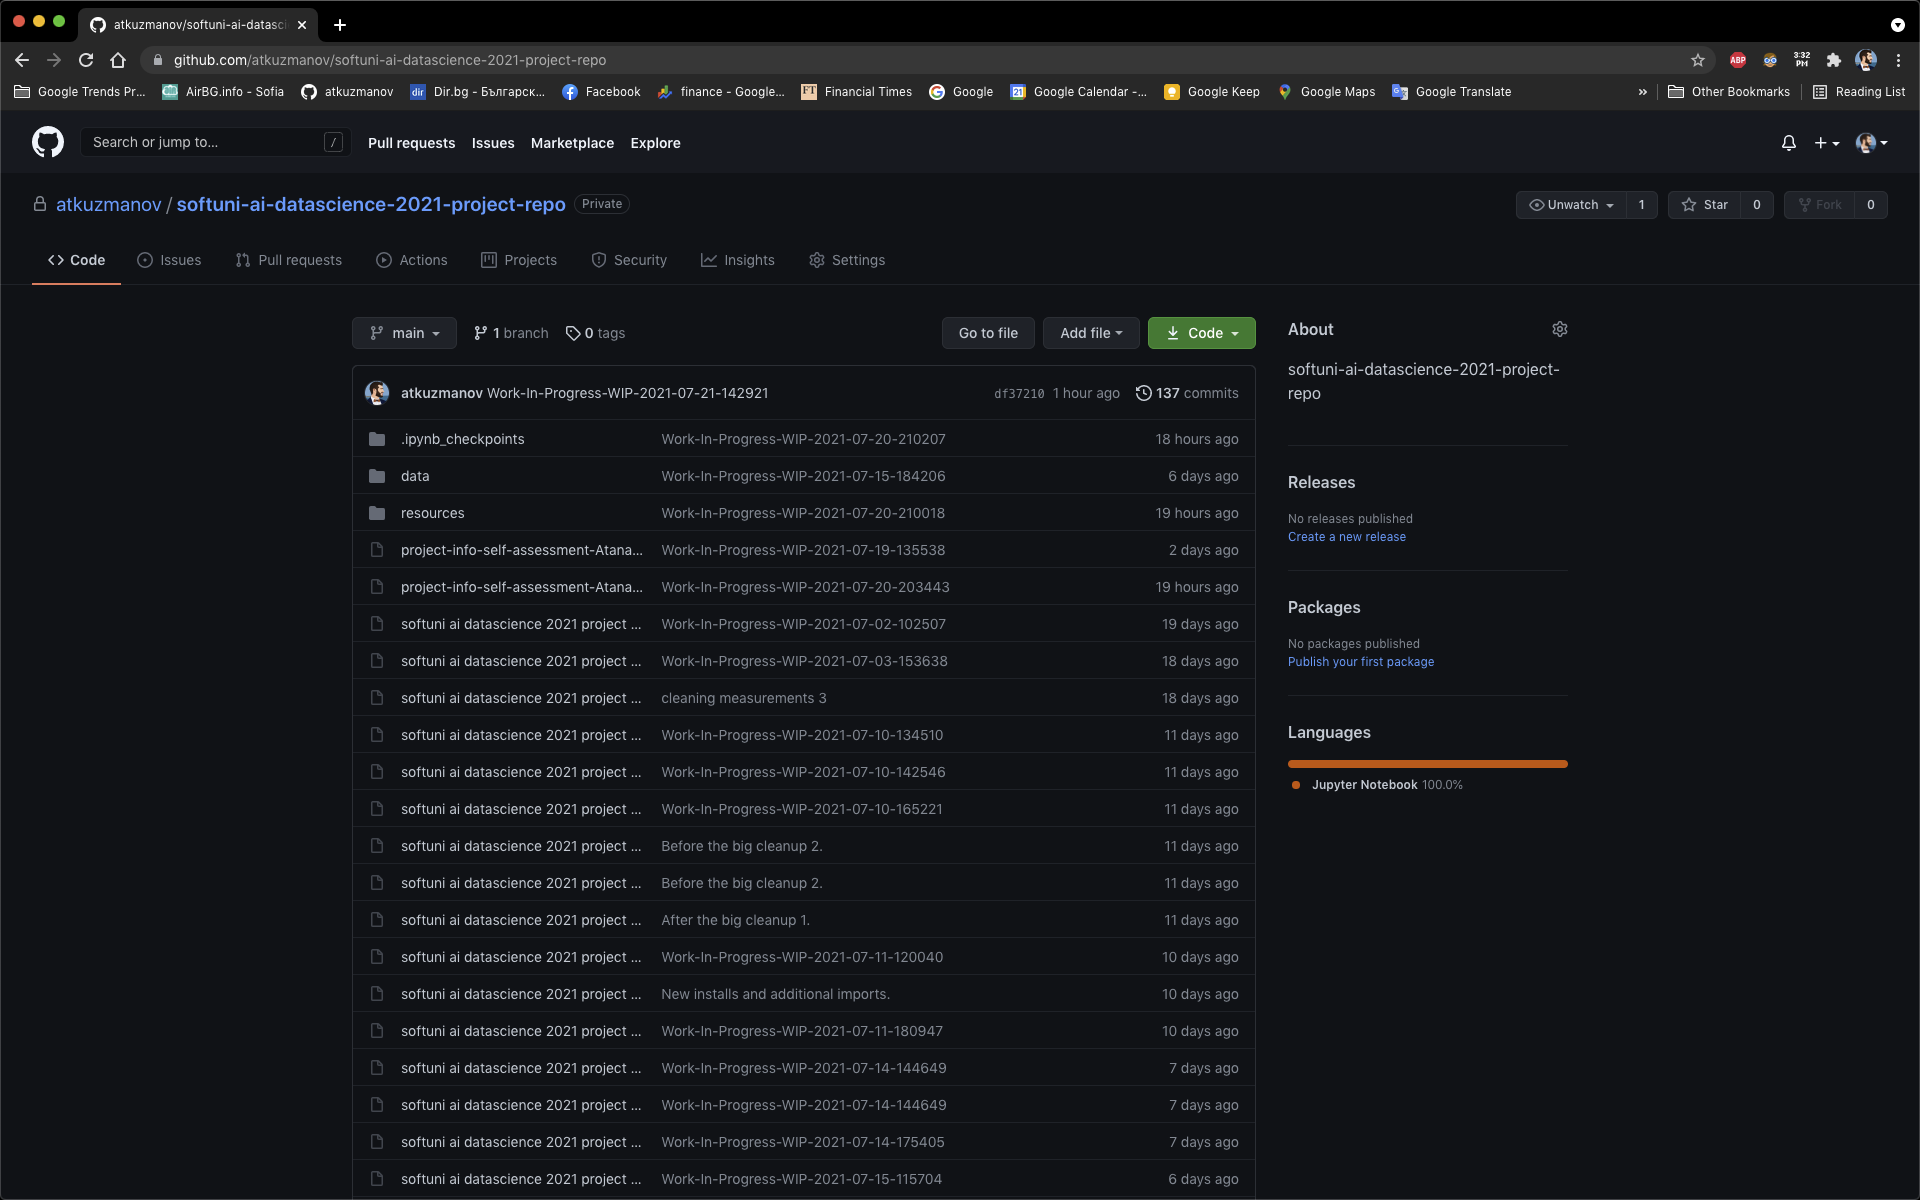 atkuzmanov/softuni-ai-datasci
github.com/atkuzmanov/softuni-ai-datascience-2021-project-repo
ABP
3:32 PM
Google Trends Pr...
AirBG.info - Sofia
atkuzmanov
dir
Dir.bg - Българск...
Facebook
finance - Google...
FT
Financial Times
Google
21
Google Calendar -...
Google Keep
Google Maps
Google Translate
»
Other Bookmarks
Reading List
Search or jump to...
/
Pull requests
Issues
Marketplace
Explore
atkuzmanov / softuni-ai-datascience-2021-project-repo
Private
Unwatch 1
Star 0
Fork 0
Code
Issues
Pull requests
Actions
Projects
Security
Insights
Settings
main
1 branch
0 tags
Go to file
Add file
Code
atkuzmanov Work-In-Progress-WIP-2021-07-21-142921 df37210 1 hour ago 137 commits
.ipynb_checkpoints Work-In-Progress-WIP-2021-07-20-210207 18 hours ago
data Work-In-Progress-WIP-2021-07-15-184206 6 days ago
resources Work-In-Progress-WIP-2021-07-20-210018 19 hours ago
project-info-self-assessment-Atana... Work-In-Progress-WIP-2021-07-19-135538 2 days ago
project-info-self-assessment-Atana... Work-In-Progress-WIP-2021-07-20-203443 19 hours ago
softuni ai datascience 2021 project ... Work-In-Progress-WIP-2021-07-02-102507 19 days ago
softuni ai datascience 2021 project ... Work-In-Progress-WIP-2021-07-03-153638 18 days ago
softuni ai datascience 2021 project ... cleaning measurements 3 18 days ago
softuni ai datascience 2021 project ... Work-In-Progress-WIP-2021-07-10-134510 11 days ago
softuni ai datascience 2021 project ... Work-In-Progress-WIP-2021-07-10-142546 11 days ago
softuni ai datascience 2021 project ... Work-In-Progress-WIP-2021-07-10-165221 11 days ago
softuni ai datascience 2021 project ... Before the big cleanup 2. 11 days ago
softuni ai datascience 2021 project ... Before the big cleanup 2. 11 days ago
softuni ai datascience 2021 project ... After the big cleanup 1. 11 days ago
softuni ai datascience 2021 project ... Work-In-Progress-WIP-2021-07-11-120040 10 days ago
softuni ai datascience 2021 project ... New installs and additional imports. 10 days ago
softuni ai datascience 2021 project ... Work-In-Progress-WIP-2021-07-11-180947 10 days ago
softuni ai datascience 2021 project ... Work-In-Progress-WIP-2021-07-14-144649 7 days ago
softuni ai datascience 2021 project ... Work-In-Progress-WIP-2021-07-14-144649 7 days ago
softuni ai datascience 2021 project ... Work-In-Progress-WIP-2021-07-14-175405 7 days ago
softuni ai datascience 2021 project ... Work-In-Progress-WIP-2021-07-15-115704 6 days ago
About
softuni-ai-datascience-2021-project-
repo
Releases
No releases published
Create a new release
Packages
No packages published
Publish your first package
Languages
Jupyter Notebook 100.0%